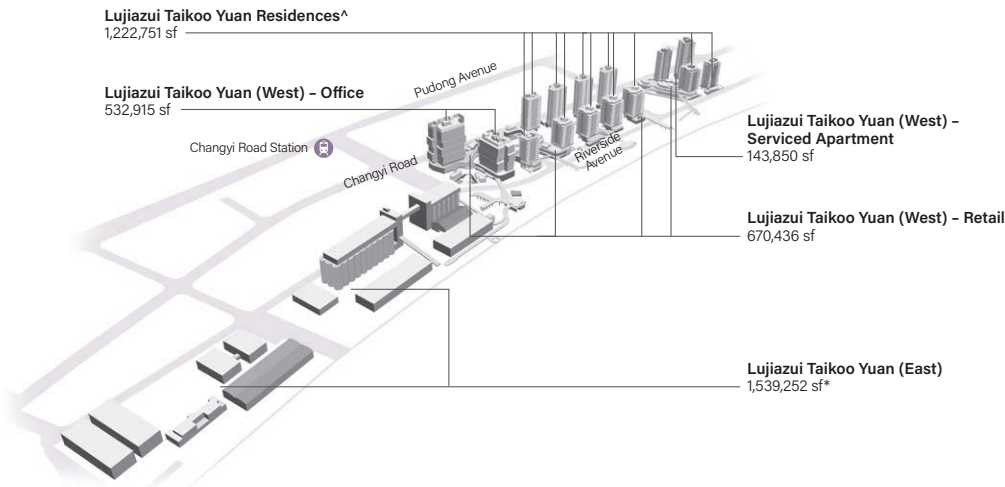 Lujiazui Taikoo Yuan Residences^
1,222,751 sf
Lujiazui Taikoo Yuan (West) – Office
532,915 sf
Pudong Avenue
Changyi Road Station
Changyi Road
Riverside
Avenue
Lujiazui Taikoo Yuan (West) –
Serviced Apartment
143,850 sf
Lujiazui Taikoo Yuan (West) – Retail
670,436 sf
Lujiazui Taikoo Yuan (East)
1,539,252 sf*